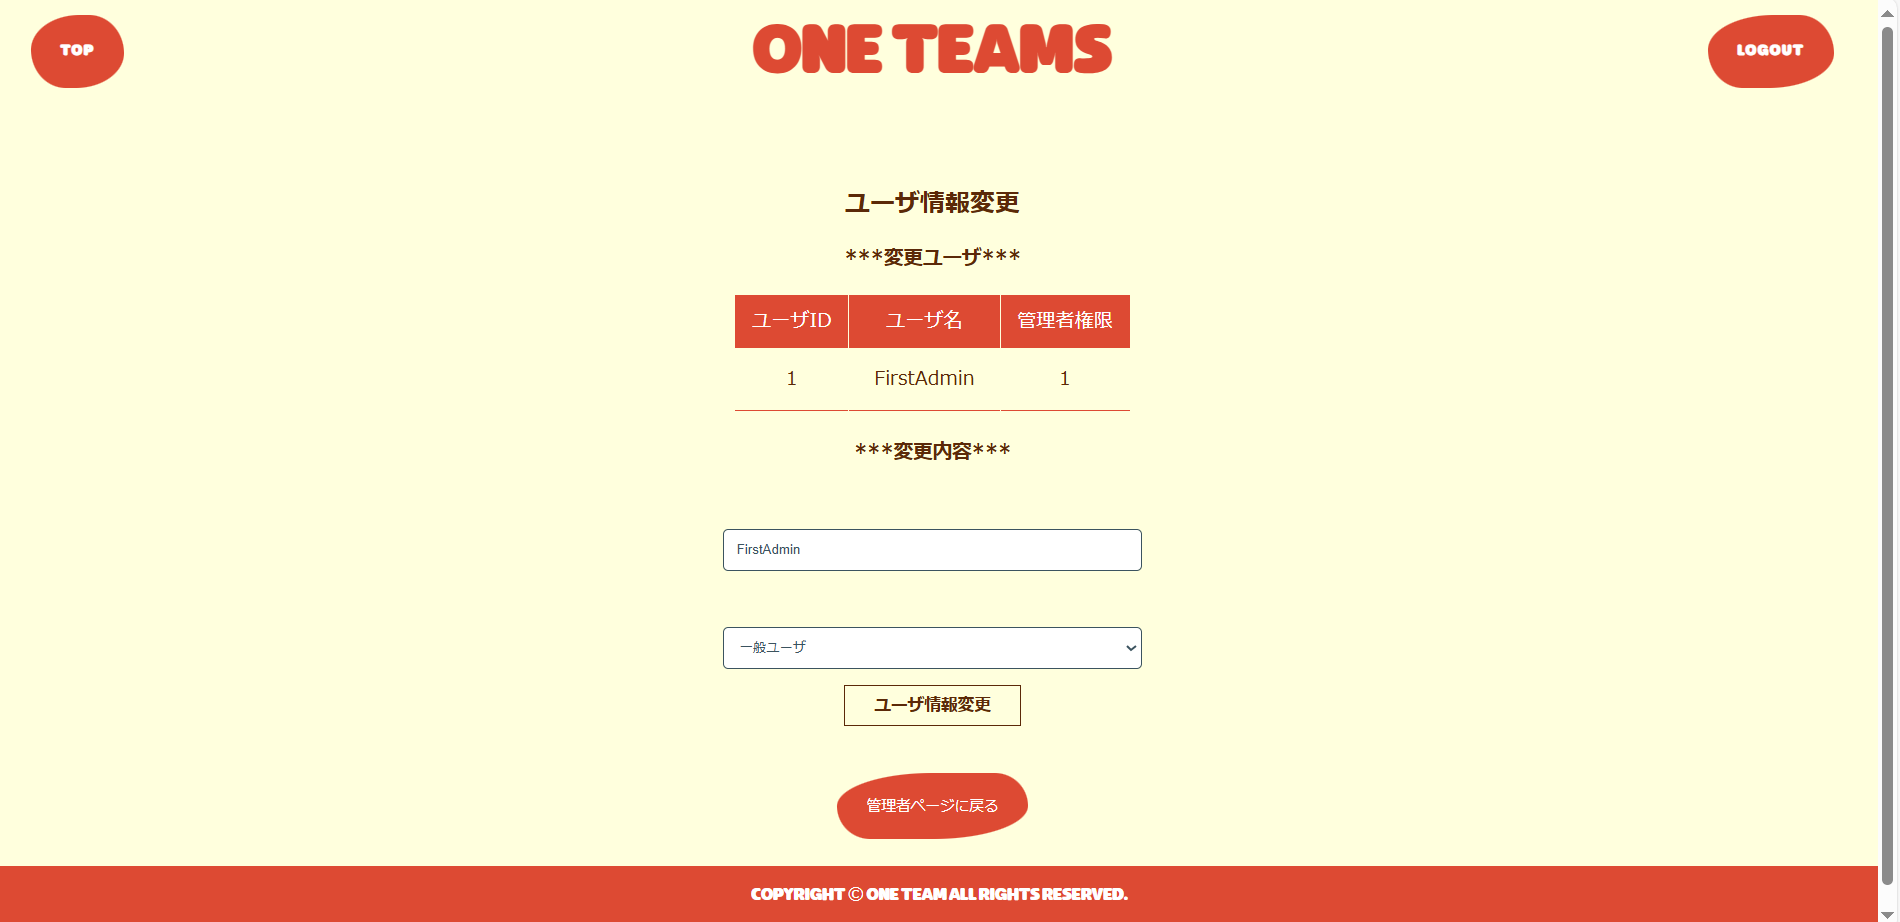 TOP
ONE TEAMS
LOGOUT
ユーザ情報変更
***変更ユーザ***
ユーザID ユーザ名 管理者権限
1 FirstAdmin 1
***変更内容***
FirstAdmin
一般ユーザ
ユーザ情報変更
管理者ページに戻る
COPYRIGHT © ONE TEAM ALL RIGHTS RESERVED.